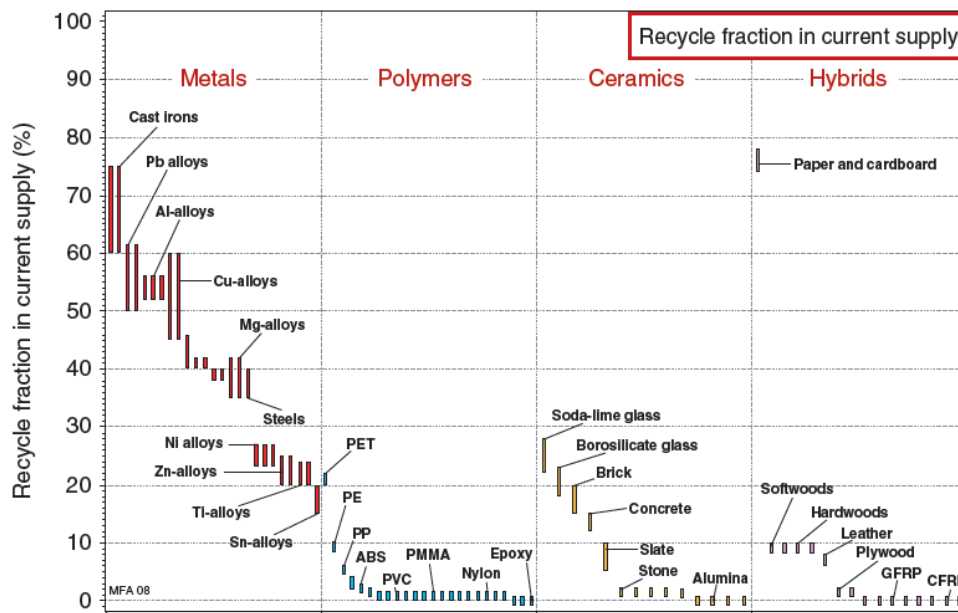 Recycle fraction in current supply
Metals
Polymers
Ceramics
Hybrids
Recycle fraction in current supply (%)
100
90
80
70
60
50
40
30
20
10
0
Cast irons
Pb alloys
Al-alloys
Cu-alloys
Mg-alloys
Steels
Ni alloys
Zn-alloys
Ti-alloys
Sn-alloys
PET
PE
PP
ABS
PVC
PMMA
Nylon
Epoxy
Soda-lime glass
Borosilicate glass
Brick
Concrete
Slate
Stone
Alumina
Paper and cardboard
Softwoods
Hardwoods
Leather
Plywood
GFRP
CFRP
MFA 08